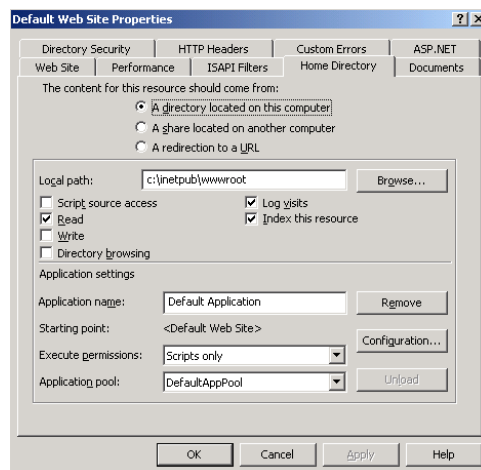 Default Web Site Properties
Directory Security HTTP Headers Custom Errors ASP.NET
Web Site Performance ISAPI Filters Home Directory Documents
The content for this resource should come from:
A directory located on this computer
A share located on another computer
A redirection to a URL
Local path: c:\inetpub\wwwroot Browse...
Script source access Log visits
Read Index this resource
Write
Directory browsing
Application settings
Application name: Default Application Remove
Starting point: <Default Web Site>
Configuration...
Execute permissions: Scripts only
Application pool: DefaultAppPool Unload
OK Cancel Apply Help